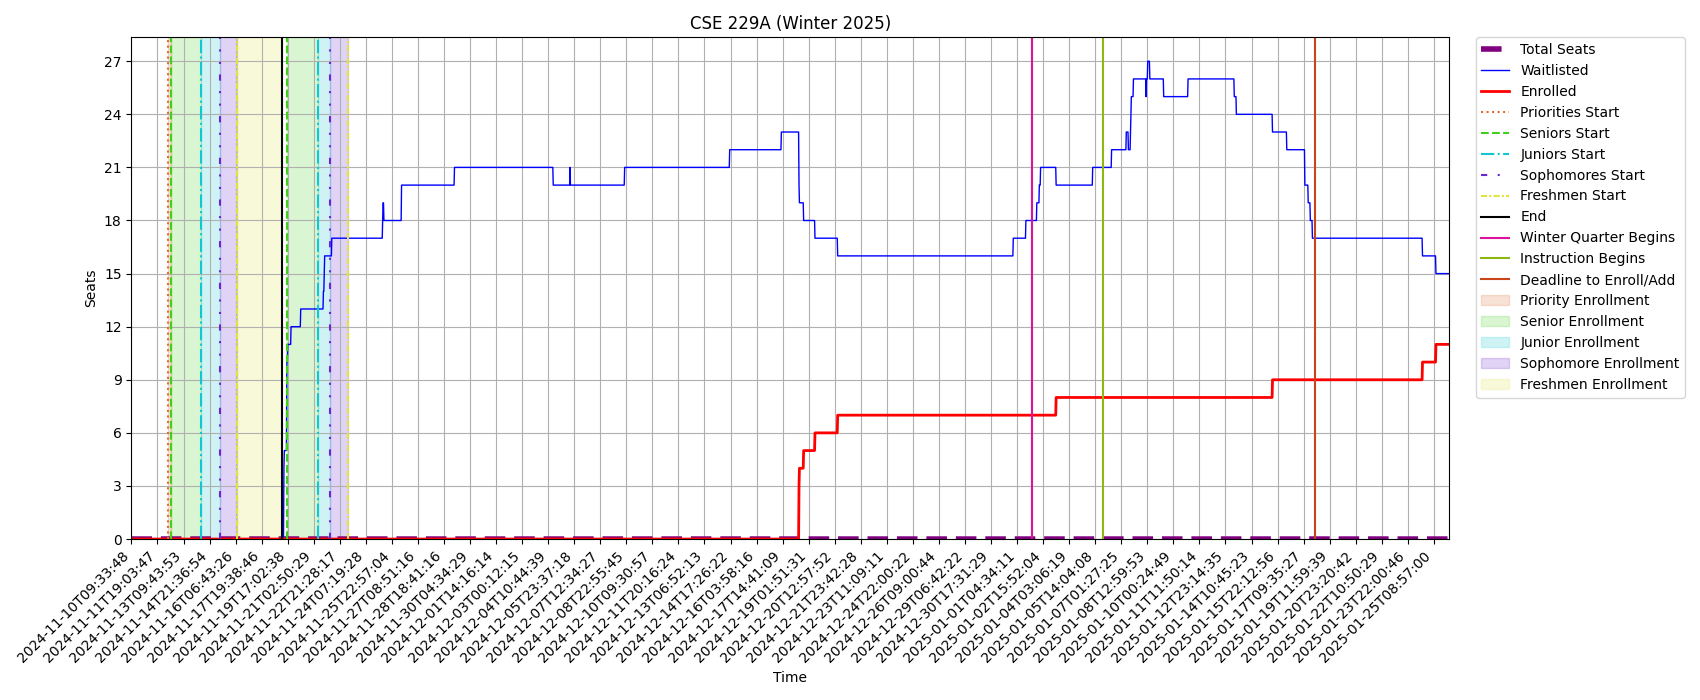 CSE 229A (Winter 2025)
Seats
27
24
21
18
15
12
9
6
3
0
2024-11-10T09:33:48
2024-11-11T19:03:47
2024-11-13T09:43:53
2024-11-14T21:36:54
2024-11-16T06:43:26
2024-11-17T19:38:46
2024-11-19T17:02:38
2024-11-21T02:50:29
2024-11-22T21:28:17
2024-11-24T07:19:28
2024-11-25T22:57:04
2024-11-28T08:51:16
2024-11-28T18:41:16
2024-11-30T04:34:29
2024-12-01T14:16:14
2024-12-03T00:12:15
2024-12-04T10:44:39
2024-12-05T23:37:18
2024-12-07T12:34:27
2024-12-08T22:55:45
2024-12-10T09:30:57
2024-12-11T20:16:24
2024-12-13T06:52:13
2024-12-14T17:26:22
2024-12-16T03:58:16
2024-12-17T14:41:09
2024-12-19T01:51:31
2024-12-20T12:57:52
2024-12-21T23:42:28
2024-12-23T11:09:11
2024-12-24T22:00:22
2024-12-26T09:00:44
2024-12-29T06:42:22
2024-12-30T17:31:29
2025-01-01T04:34:11
2025-01-02T15:52:04
2025-01-04T03:06:19
2025-01-05T14:04:08
2025-01-07T01:27:25
2025-01-08T12:59:53
2025-01-10T00:24:49
2025-01-11T11:50:14
2025-01-12T23:14:35
2025-01-14T10:45:23
2025-01-15T22:12:56
2025-01-17T09:35:27
2025-01-19T11:59:39
2025-01-20T23:20:42
2025-01-22T10:50:29
2025-01-23T22:00:46
2025-01-25T08:57:00
Time
Total Seats
Waitlisted
Enrolled
Priorities Start
Seniors Start
Juniors Start
Sophomores Start
Freshmen Start
End
Winter Quarter Begins
Instruction Begins
Deadline to Enroll/Add
Priority Enrollment
Senior Enrollment
Junior Enrollment
Sophomore Enrollment
Freshmen Enrollment